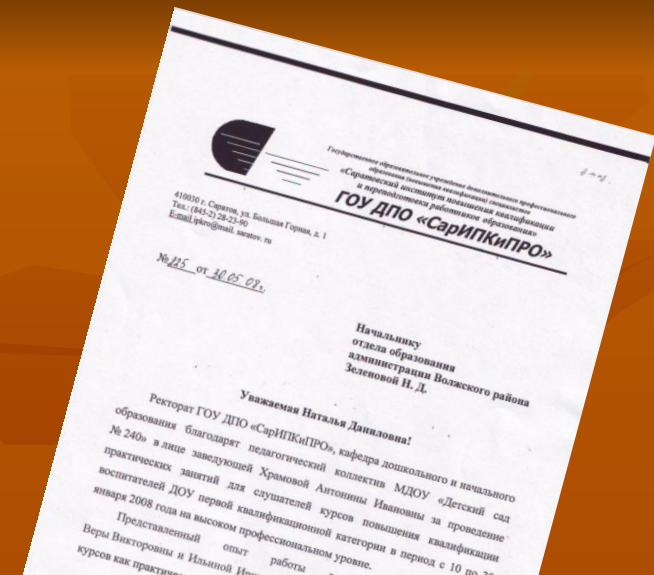 Государственное образовательное учреждение дополнительного профессионального
образования (повышения квалификации) специалистов
«Саратовский институт повышения квалификации
и переподготовки работников образования»
ГОУ ДПО «СарИПКиПРО»
410030 г. Саратов, ул. Большая Горная, д. 1
Тел.: (845-2) 28-23-90
E-mail.ipkro@mail. saratov. ru
№225 от 30.05.08г.
Начальнику
отдела образования
администрации Волжского района
Зеленовой Н. Д.
Уважаемая Наталья Даниловна!
Ректорат ГОУ ДПО «СарИПКиПРО», кафедра дошкольного и начального
образования благодарят педагогический коллектив МДОУ «Детский сад
№ 240» в лице заведующей Храмовой Антонины Ивановны за проведение
практических занятий для слушателей курсов повышения квалификации
воспитателей ДОУ первой квалификационной категории в период с 10 по
января 2008 года на высоком профессиональном уровне.
Представленный опыт работы
Веры Викторовны и Ильиной
курсов как